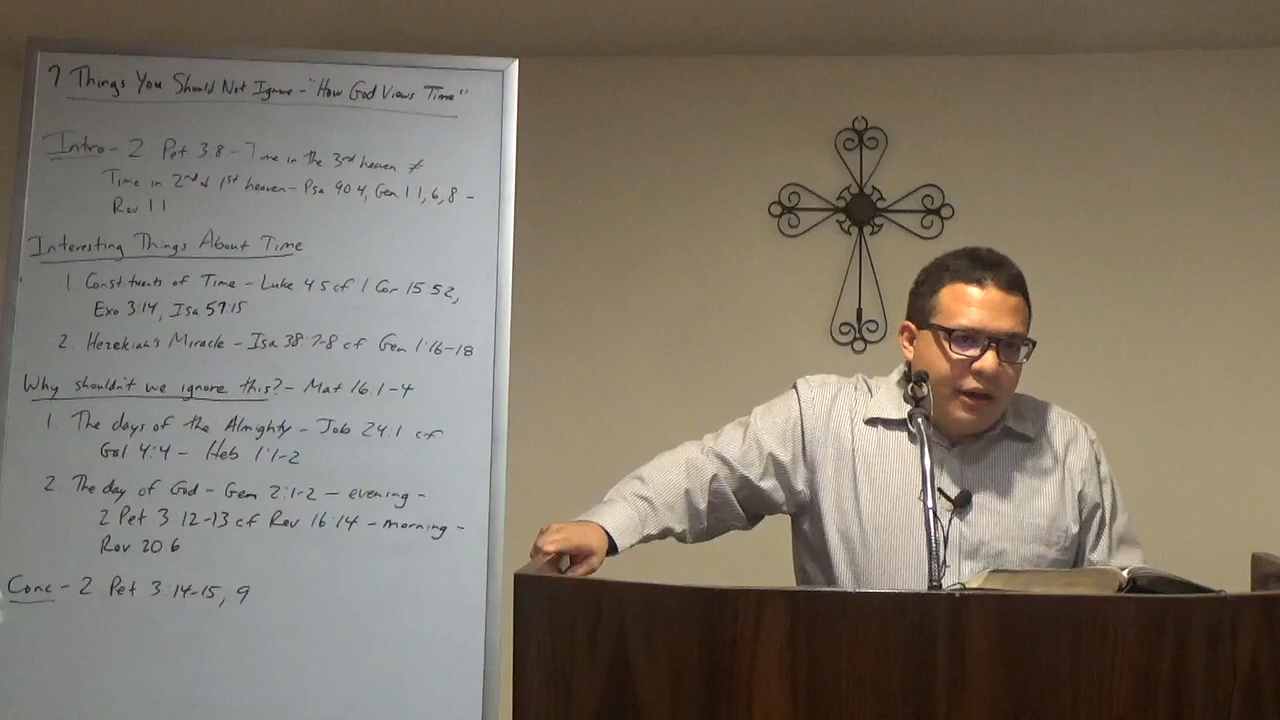 7 Things You Should Not Ignore - "How God Views Time"
Intro - 2 Pet 3:8 - Time in the 3rd heaven ≠
Time in 2nd & 1st heaven - Psa 90 4, Gen 1 1, 6, 8 -
Rev 1 1
Interesting Things About Time
1 Constituents of Time - Luke 4 5 cf 1 Cor 15 52,
Exo 3:14, Isa 57:15
2. Hezekiah's Miracle - Isa 38 7-8 cf Gen 1:16-18
Why shouldn't we ignore this? - Mat 16.1-4
1. The days of the Almighty - Job 24.1 cf
Gal 4:4 - Heb 1:1-2
2. The day of God - Gen 2:1-2 - evening -
2 Pet 3 12-13 cf Rev 16 14 - morning -
Rev 20 6
Conc - 2 Pet 3:14-15, 9